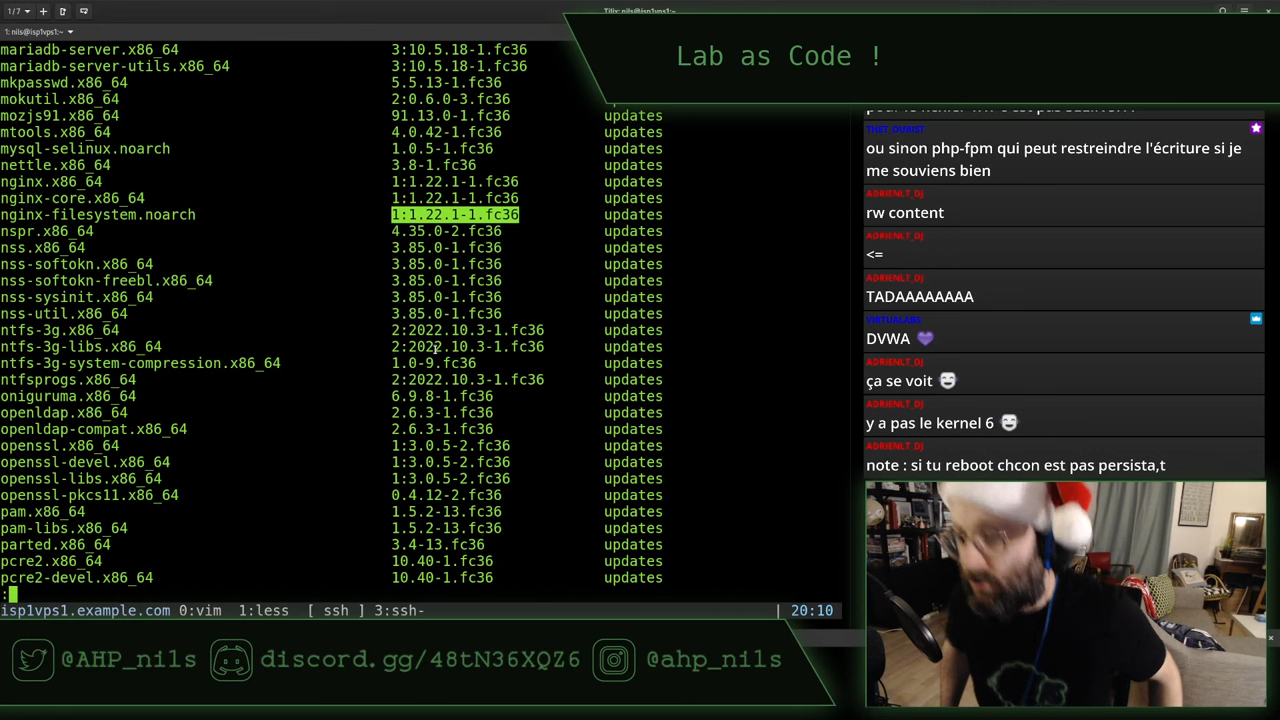 1/7
Tilix: nils@isp1vps1:~
1: nils@isp1vps1:~
Lab as Code !
mariadb-server.x86_64 3:10.5.18-1.fc36
mariadb-server-utils.x86_64 3:10.5.18-1.fc36
mkpasswd.x86_64 5.5.13-1.fc36
mokutil.x86_64 2:0.6.0-3.fc36
mozjs91.x86_64 91.13.0-1.fc36 updates
mtools.x86_64 4.0.42-1.fc36 updates
mysql-selinux.noarch 1.0.5-1.fc36 updates
nettle.x86_64 3.8-1.fc36 updates
nginx.x86_64 1:1.22.1-1.fc36 updates
nginx-core.x86_64 1:1.22.1-1.fc36 updates
nginx-filesystem.noarch 1:1.22.1-1.fc36 updates
nspr.x86_64 4.35.0-2.fc36 updates
nss.x86_64 3.85.0-1.fc36 updates
nss-softokn.x86_64 3.85.0-1.fc36 updates
nss-softokn-freebl.x86_64 3.85.0-1.fc36 updates
nss-sysinit.x86_64 3.85.0-1.fc36 updates
nss-util.x86_64 3.85.0-1.fc36 updates
ntfs-3g.x86_64 2:2022.10.3-1.fc36 updates
ntfs-3g-libs.x86_64 2:2022.10.3-1.fc36 updates
ntfs-3g-system-compression.x86_64 1.0-9.fc36 updates
ntfsprogs.x86_64 2:2022.10.3-1.fc36 updates
oniguruma.x86_64 6.9.8-1.fc36 updates
openldap.x86_64 2.6.3-1.fc36 updates
openldap-compat.x86_64 2.6.3-1.fc36 updates
openssl.x86_64 1:3.0.5-2.fc36 updates
openssl-devel.x86_64 1:3.0.5-2.fc36 updates
openssl-libs.x86_64 1:3.0.5-2.fc36 updates
openssl-pkcs11.x86_64 0.4.12-2.fc36 updates
pam.x86_64 1.5.2-13.fc36 updates
pam-libs.x86_64 1.5.2-13.fc36 updates
parted.x86_64 3.4-13.fc36 updates
pcre2.x86_64 10.40-1.fc36 updates
pcre2-devel.x86_64 10.40-1.fc36 updates
:
isp1vps1.example.com 0:vim 1:less [ ssh ] 3:ssh- | 20:10
ou sinon php-fpm qui peut restreindre l'écriture si je
me souviens bien
ADRIENLT_DJ
rw content
ADRIENLT_DJ
<=
ADRIENLT_DJ
TADAAAAAAAA
VIRTUALABS
DVWA
ADRIENLT_DJ
ça se voit
ADRIENLT_DJ
y a pas le kernel 6
ADRIENLT_DJ
note : si tu reboot chcon est pas persista,t
@AHP_nils discord.gg/48tN36XQZ6 @ahp_nils